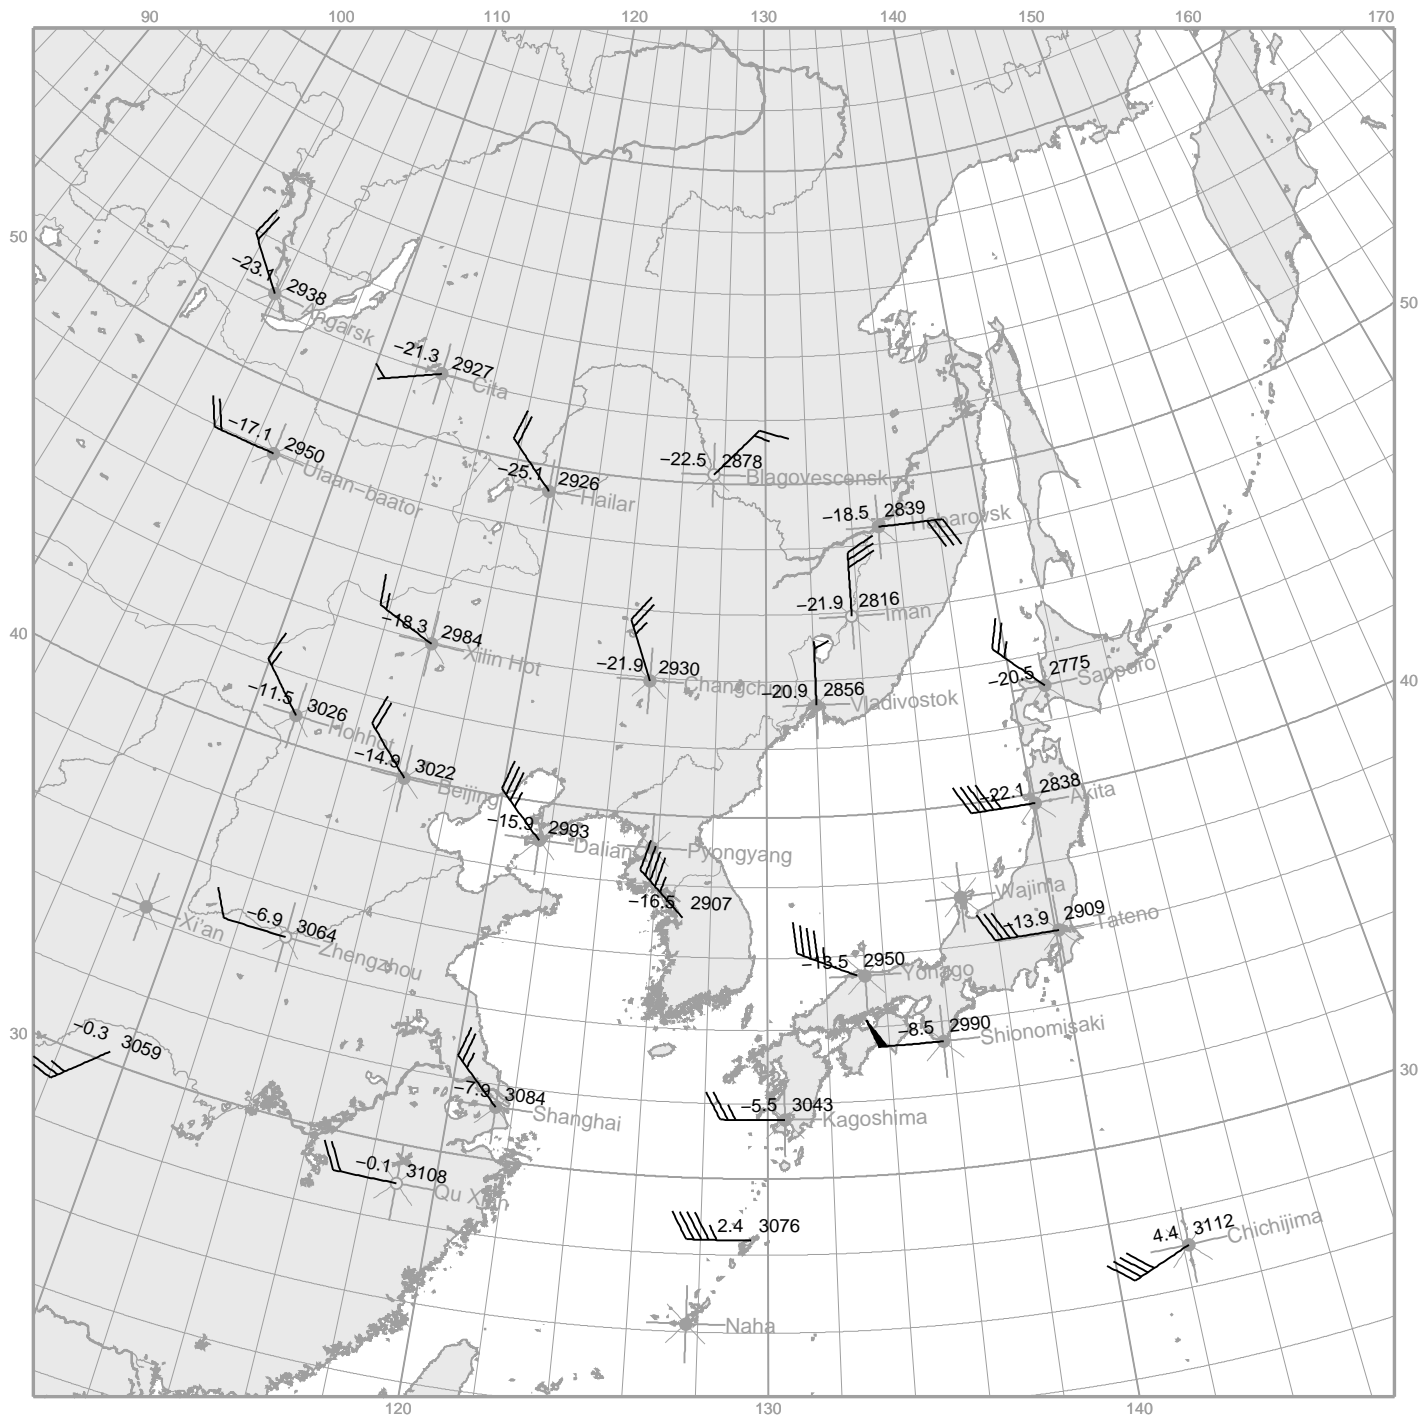 90 100 110 120 130 140 150 160 170
50
−23.1 2938
Angarsk
50
−21.3 2927
Cita
−17.1 2950
Ulaan−baator
−25.1 2926
Hailar
−22.5 2878
Blagovescensk
−18.5 2839
Habarovsk
−21.9 2816
Iman
40
−18.3 2984
Xilin Hot
−21.9 2930
Changchun
−20.9 2856
Vladivostok
−20.5 2775
Sapporo
40
−11.5 3026
Hohhot
−14.9 3022
Beijing
−22.1 2838
Akita
−15.9 2993
Dalian
Pyongyang
−16.5 2907
Wajima
−13.9 2909
Tateno
Xi'an
−6.9 3064
Zhengzhou
−13.5 2950
Yonago
30
−0.3 3059
−8.5 2990
Shionomisaki
30
−7.9 3084
Shanghai
−5.5 3043
Kagoshima
−0.1 3108
Qu Xian
2.4 3076
4.4 3112
Chichijima
Naha
120 130 140